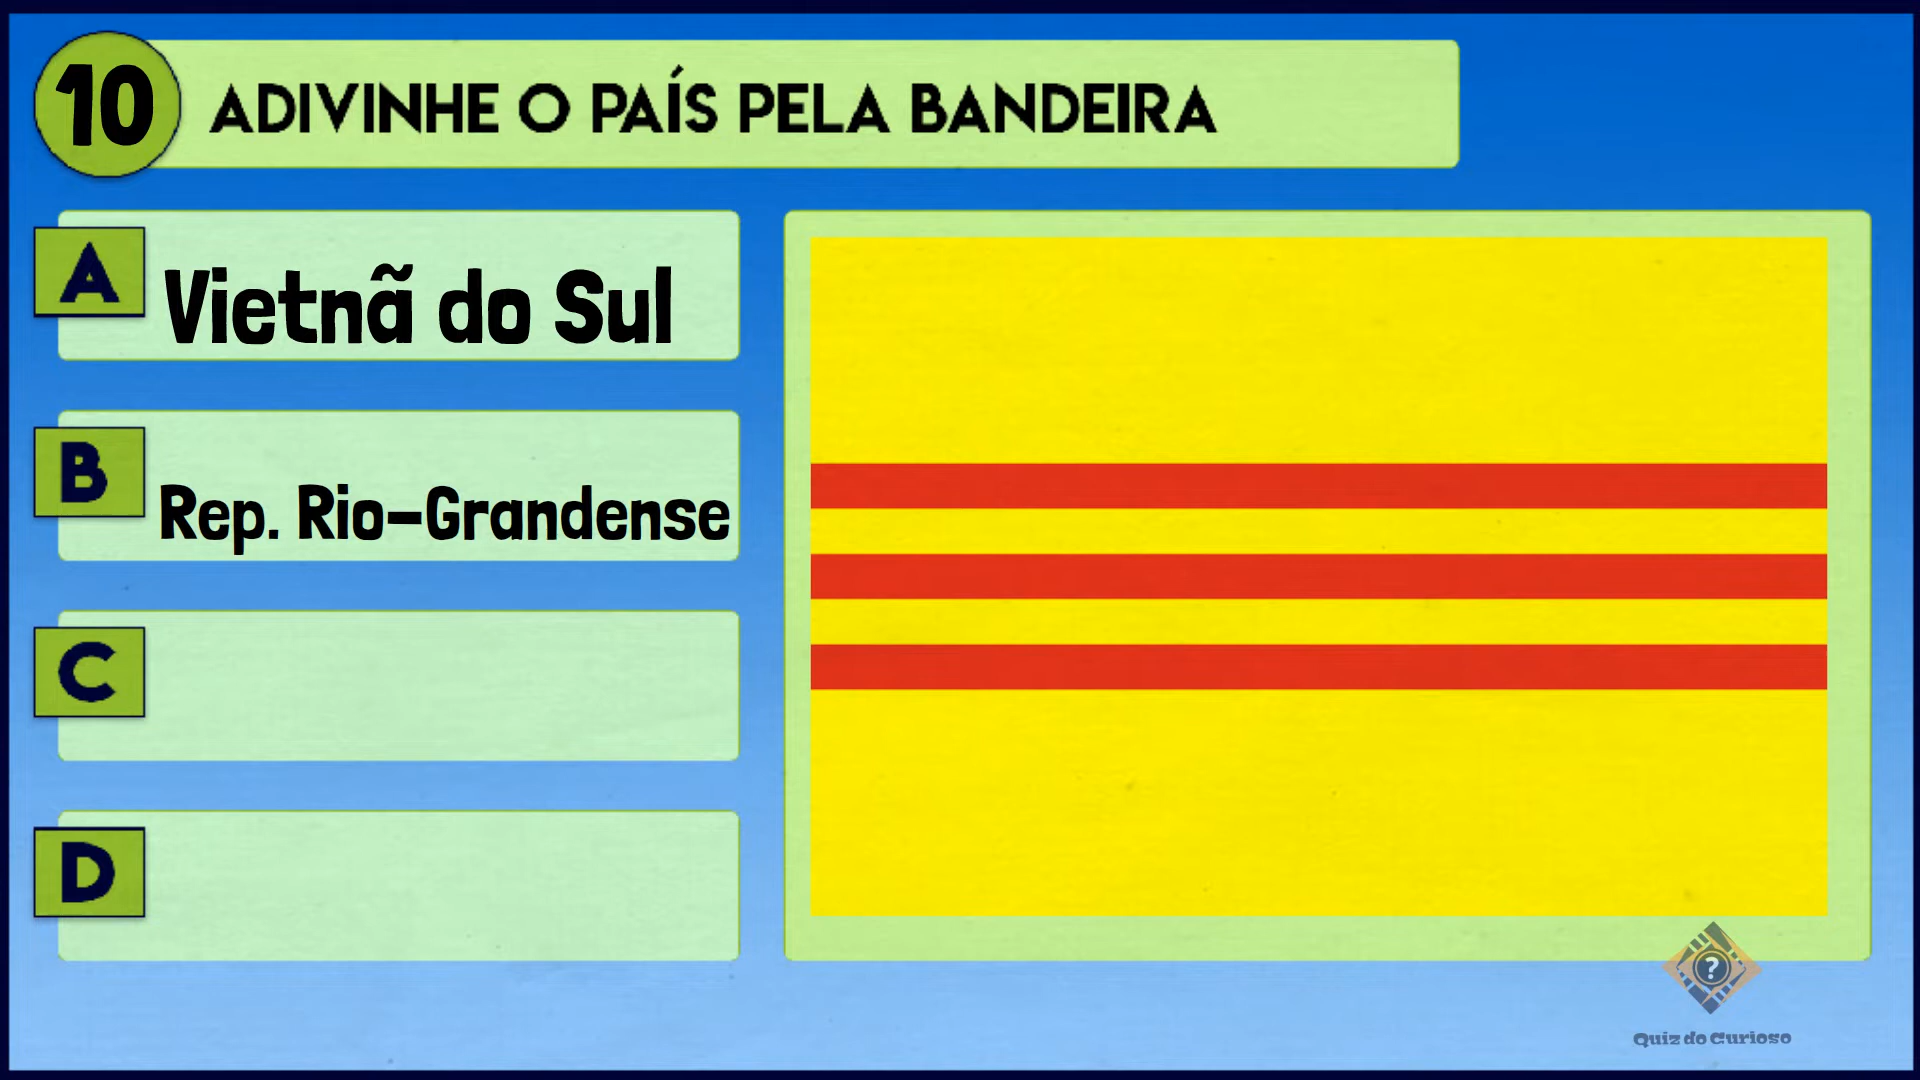 10
ADIVINHE O PAÍS PELA BANDEIRA
A
Vietnã do Sul
B
Rep. Rio-Grandense
C
D
?
Quiz do Curioso